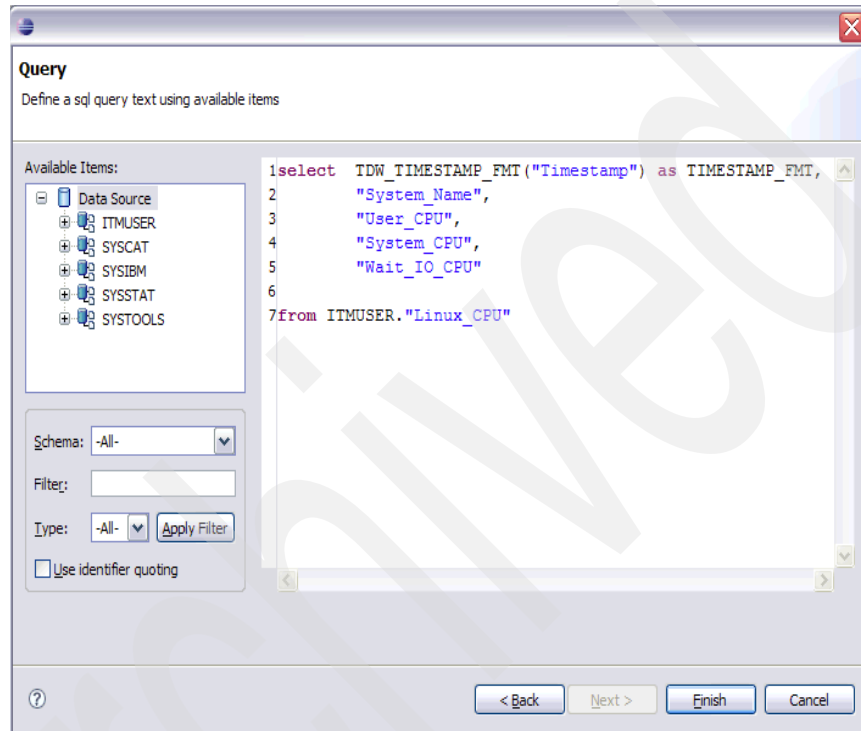 Query
Define a sql query text using available items
Available Items:
Data Source
ITMUSER
SYSCAT
SYSIBM
SYSSTAT
SYSTOOLS
Schema: -All-
Filter:
Type: -All- Apply Filter
Use identifier quoting
1select TDW_TIMESTAMP_FMT("Timestamp") as TIMESTAMP_FMT,
2 "System_Name",
3 "User_CPU",
4 "System_CPU",
5 "Wait_IO_CPU"
6
7from ITMUSER."Linux_CPU"
< Back Next > Finish Cancel